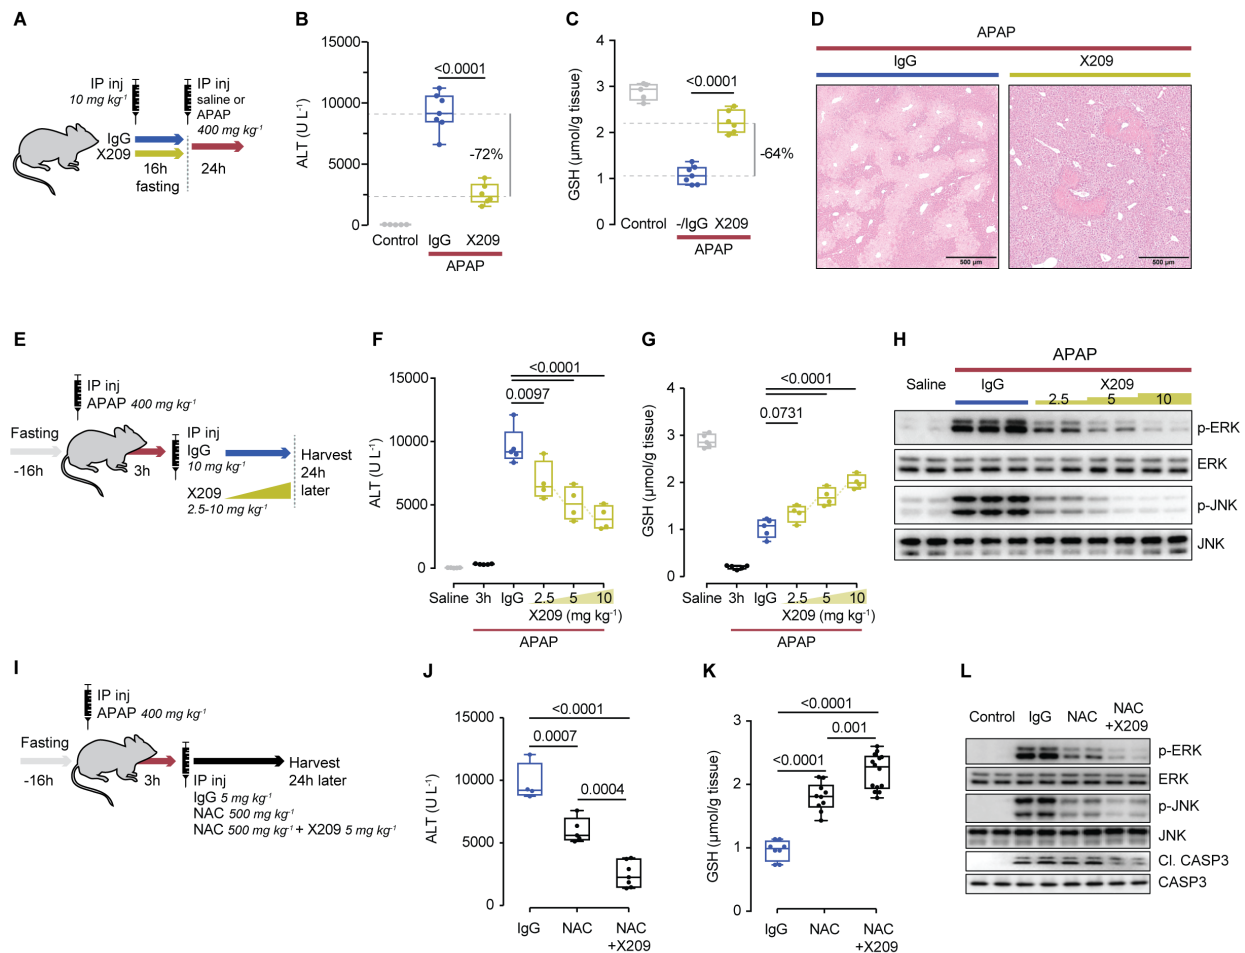 A
IP inj
10 mg kg-1
IP inj
saline or
APAP
400 mg kg-1
IgG
X209
16h
fasting
24h
B
15000
10000
5000
0
ALT (U L-1)
<0.0001
-72%
Control
IgG
X209
APAP
C
4
3
2
1
0
GSH (µmol/g tissue)
<0.0001
-64%
Control
-/IgG X209
APAP
D
APAP
IgG
X209
500 µm
500 µm
E
IP inj
APAP 400 mg kg-1
Fasting
-16h
3h
IP inj
IgG
10 mg kg-1
X209
2.5-10 mg kg-1
Harvest
24h
later
F
15000
10000
5000
0
ALT (U L-1)
<0.0001
0.0097
Saline 3h IgG 2.5 5 10
X209 (mg kg-1)
APAP
G
4
3
2
1
0
GSH (µmol/g tissue)
<0.0001
0.0731
Saline 3h IgG 2.5 5 10
X209 (mg kg-1)
APAP
H
APAP
Saline IgG X209
2.5 5 10
p-ERK
ERK
p-JNK
JNK
I
IP inj
APAP 400 mg kg-1
Fasting
-16h
3h
IP inj
IgG 5 mg kg-1
NAC 500 mg kg-1
NAC 500 mg kg-1 + X209 5 mg kg-1
Harvest
24h later
J
15000
10000
5000
0
ALT (U L-1)
<0.0001
0.0007
0.0004
IgG NAC NAC
+X209
K
3
2
1
0
GSH (µmol/g tissue)
<0.0001
0.001
<0.0001
IgG NAC NAC
+X209
L
Control IgG NAC NAC
+X209
p-ERK
ERK
p-JNK
JNK
Cl. CASP3
CASP3